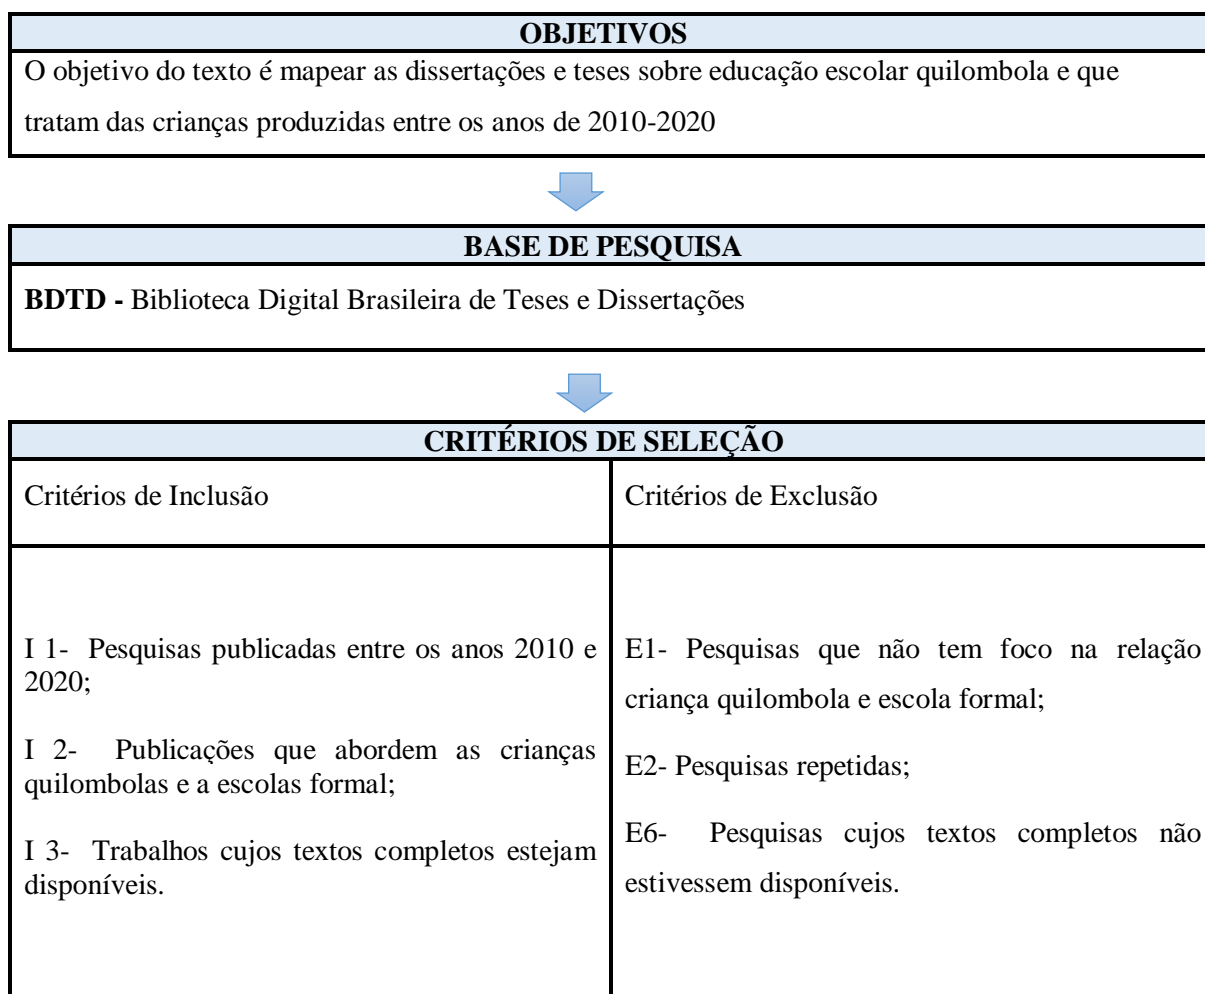 OBJETIVOS
O objetivo do texto é mapear as dissertações e teses sobre educação escolar quilombola e que
tratam das crianças produzidas entre os anos de 2010-2020
BASE DE PESQUISA
BDTD - Biblioteca Digital Brasileira de Teses e Dissertações
CRITÉRIOS DE SELEÇÃO
Critérios de Inclusão
Critérios de Exclusão
I 1- Pesquisas publicadas entre os anos 2010 e
2020;
I 2- Publicações que abordem as crianças
quilombolas e a escolas formal;
I 3- Trabalhos cujos textos completos estejam
disponíveis.
E1- Pesquisas que não tem foco na relação
criança quilombola e escola formal;
E2- Pesquisas repetidas;
E6- Pesquisas cujos textos completos não
estivessem disponíveis.